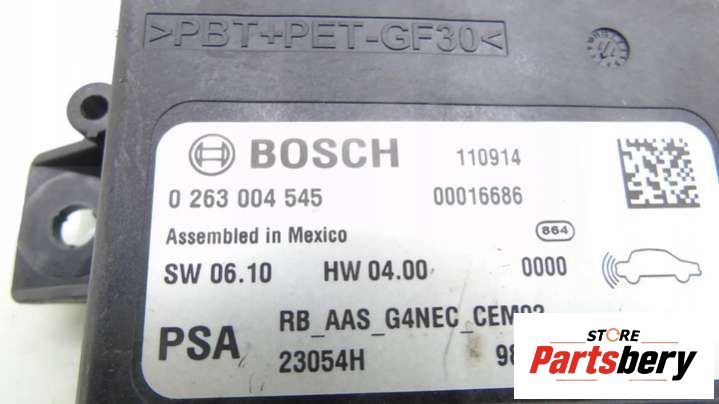 >PBT+PET-GF30<
BOSCH 110914
0 263 004 545 00016686
Assembled in Mexico 864
SW 06.10 HW 04.00 0000
PSA RB_AAS_G4NEC_CEM02
23054H 98
STORE
Partsbery